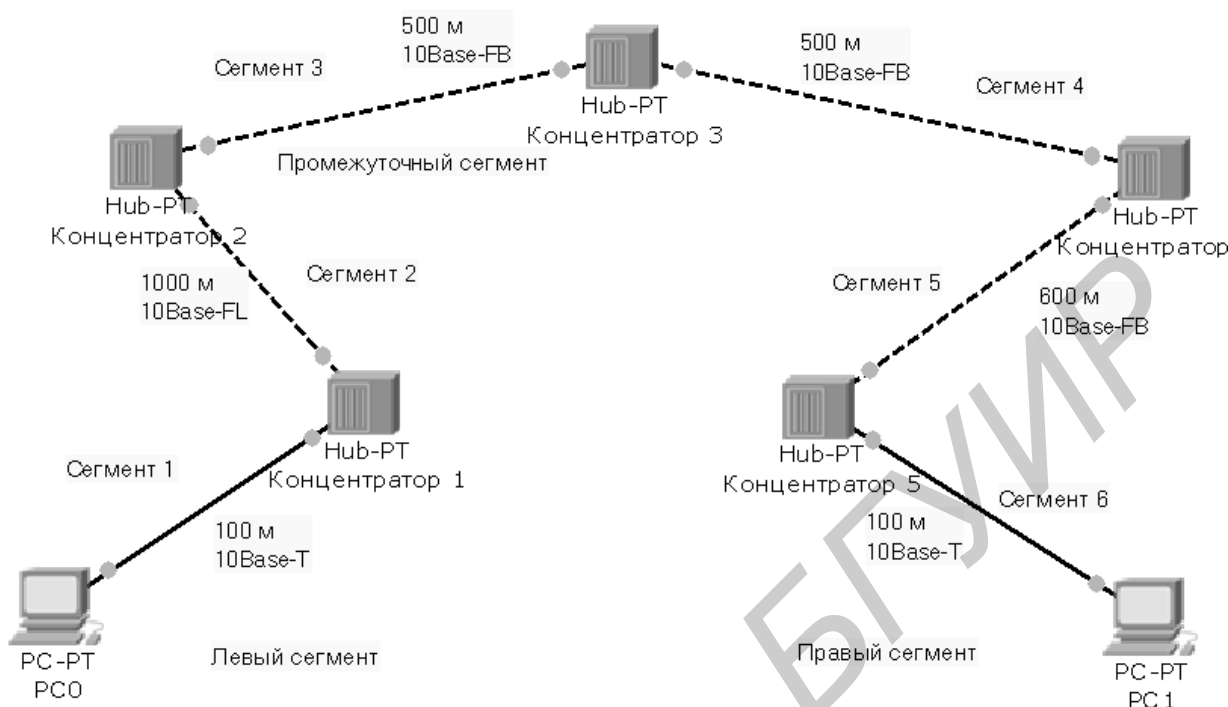 500 м
10Base-FB
Сегмент 3
Hub-PT
Концентратор 3
500 м
10Base-FB
Сегмент 4
Промежуточный сегмент
Hub-PT
Концентратор 2
Hub-PT
Концентратор
1000 м
10Base-FL
Сегмент 2
Сегмент 5
600 м
10Base-FB
Hub-PT
Концентратор 1
Hub-PT
Концентратор 5
Сегмент 1
Сегмент 6
100 м
10Base-T
100 м
10Base-T
PC-PT
PC0
Левый сегмент
Правый сегмент
PC-PT
PC1
БГУИР